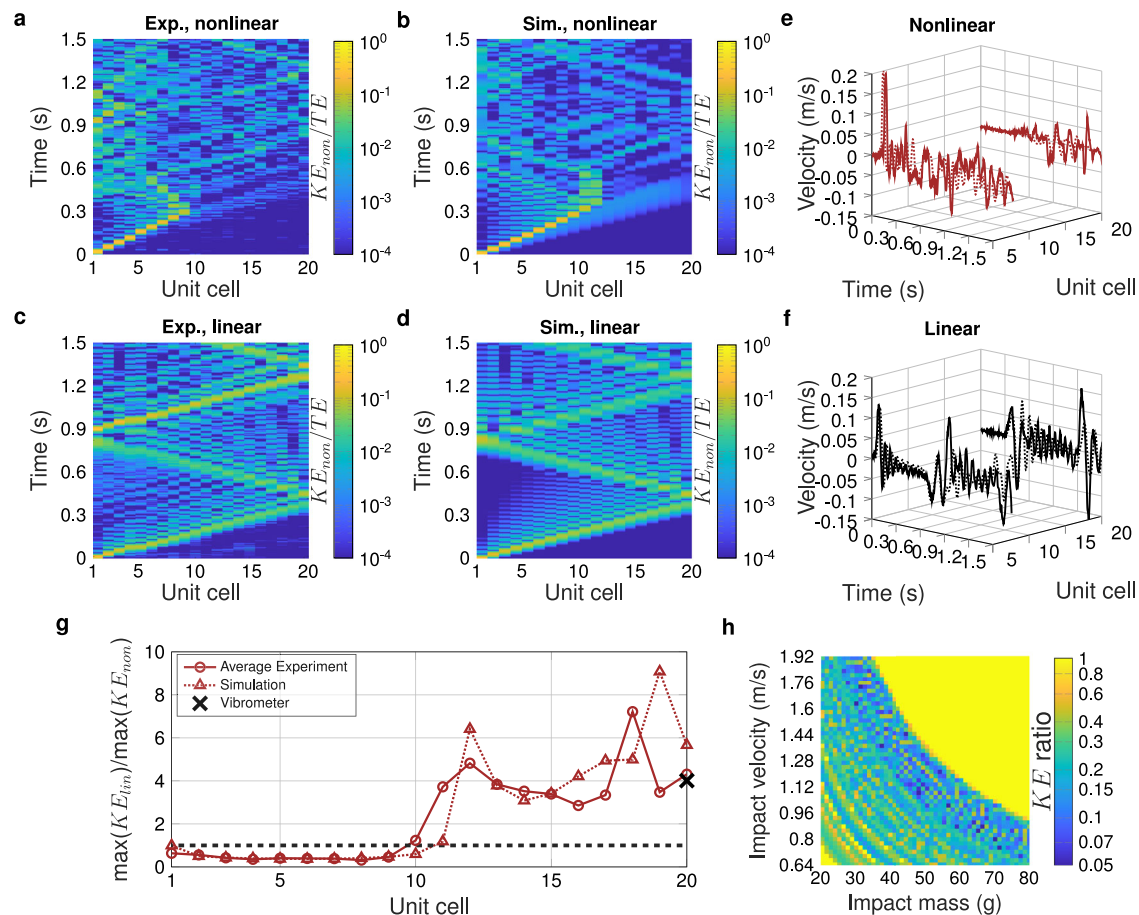 a
Exp., nonlinear
Time (s)
1.5
1.2
0.9
0.6
0.3
0
1 5 10 15 20
Unit cell
10^0
10^-1
10^-2
10^-3
10^-4
KE_non/TE
b
Sim., nonlinear
Time (s)
1.5
1.2
0.9
0.6
0.3
0
1 5 10 15 20
Unit cell
10^0
10^-1
10^-2
10^-3
10^-4
KE_non/TE
e
Nonlinear
Velocity (m/s)
0.2
0.15
0.1
0.05
0
-0.05
-0.1
-0.15
0 0.3 0.6 0.9 1.2 1.5
5 10 15 20
Time (s)
Unit cell
c
Exp., linear
Time (s)
1.5
1.2
0.9
0.6
0.3
0
1 5 10 15 20
Unit cell
10^0
10^-1
10^-2
10^-3
10^-4
KE_non/TE
d
Sim., linear
Time (s)
1.5
1.2
0.9
0.6
0.3
0
1 5 10 15 20
Unit cell
10^0
10^-1
10^-2
10^-3
10^-4
KE_non/TE
f
Linear
Velocity (m/s)
0.2
0.15
0.1
0.05
0
-0.05
-0.1
-0.15
0 0.3 0.6 0.9 1.2 1.5
5 10 15 20
Time (s)
Unit cell
g
max(KE_lin)/max(KE_non)
10
8
6
4
2
0
Average Experiment
Simulation
Vibrometer
1 5 10 15 20
Unit cell
h
Impact velocity (m/s)
1.92
1.76
1.6
1.44
1.28
1.12
0.96
0.8
0.64
20 30 40 50 60 70 80
Impact mass (g)
1
0.8
0.6
0.4
0.3
0.2
0.1
0.07
0.05
KE ratio